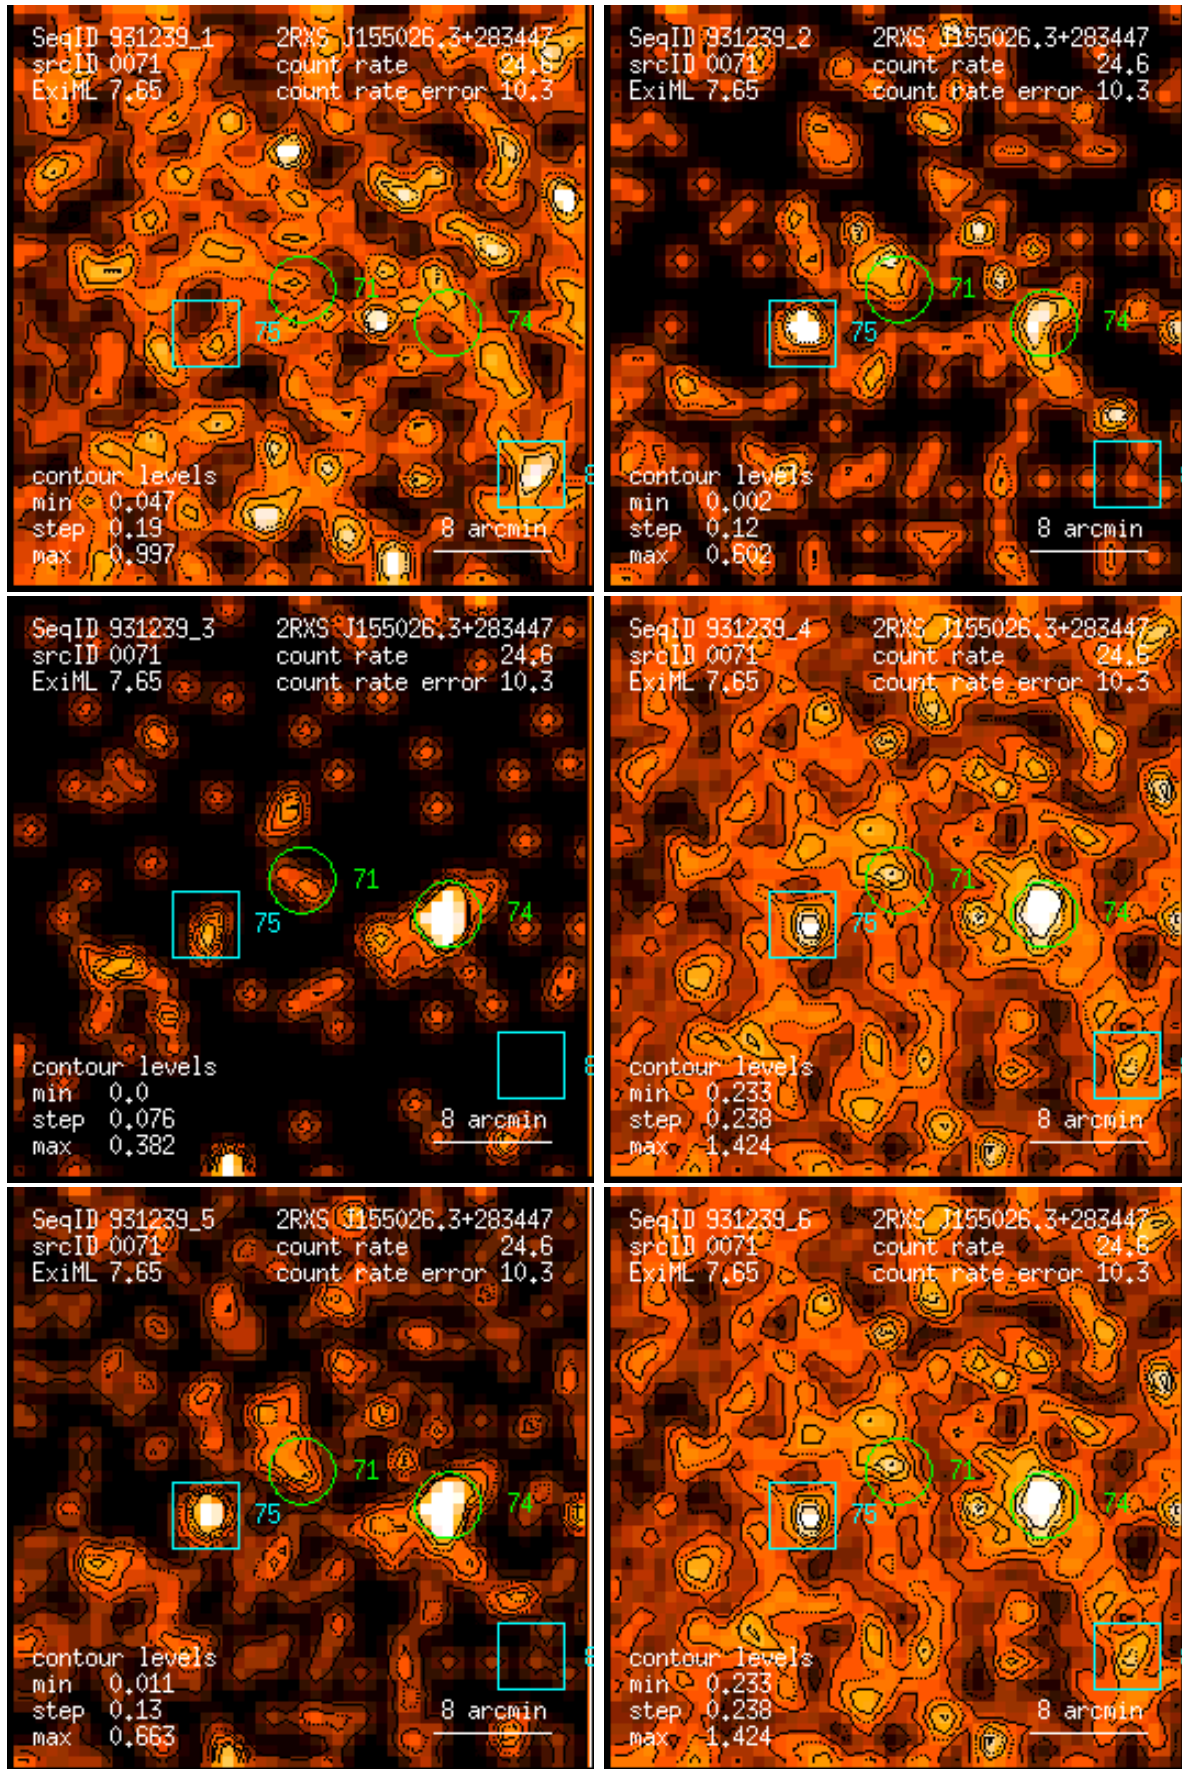 SeqID 931239_1 2RXS J155026.3+283447
srcID 0071 count rate 24.6
ExiML 7.65 count rate error 10.3
71
74
75
contour levels
min 0.047
step 0.19 8 arcmin
max 0.997
SeqID 931239_2 2RXS J155026.3+283447
srcID 0071 count rate 24.6
ExiML 7.65 count rate error 10.3
71
74
75
contour levels
min 0.002
step 0.12 8 arcmin
max 0.602
SeqID 931239_3 2RXS J155026.3+283447
srcID 0071 count rate 24.6
ExiML 7.65 count rate error 10.3
71
74
75
contour levels
min 0.0
step 0.076 8 arcmin
max 0.382
SeqID 931239_4 2RXS J155026.3+283447
srcID 0071 count rate 24.6
ExiML 7.65 count rate error 10.3
71
74
75
contour levels
min 0.233
step 0.238 8 arcmin
max 1.424
SeqID 931239_5 2RXS J155026.3+283447
srcID 0071 count rate 24.6
ExiML 7.65 count rate error 10.3
71
74
75
contour levels
min 0.011
step 0.13 8 arcmin
max 0.663
SeqID 931239_6 2RXS J155026.3+283447
srcID 0071 count rate 24.6
ExiML 7.65 count rate error 10.3
71
74
75
contour levels
min 0.233
step 0.238 8 arcmin
max 1.424